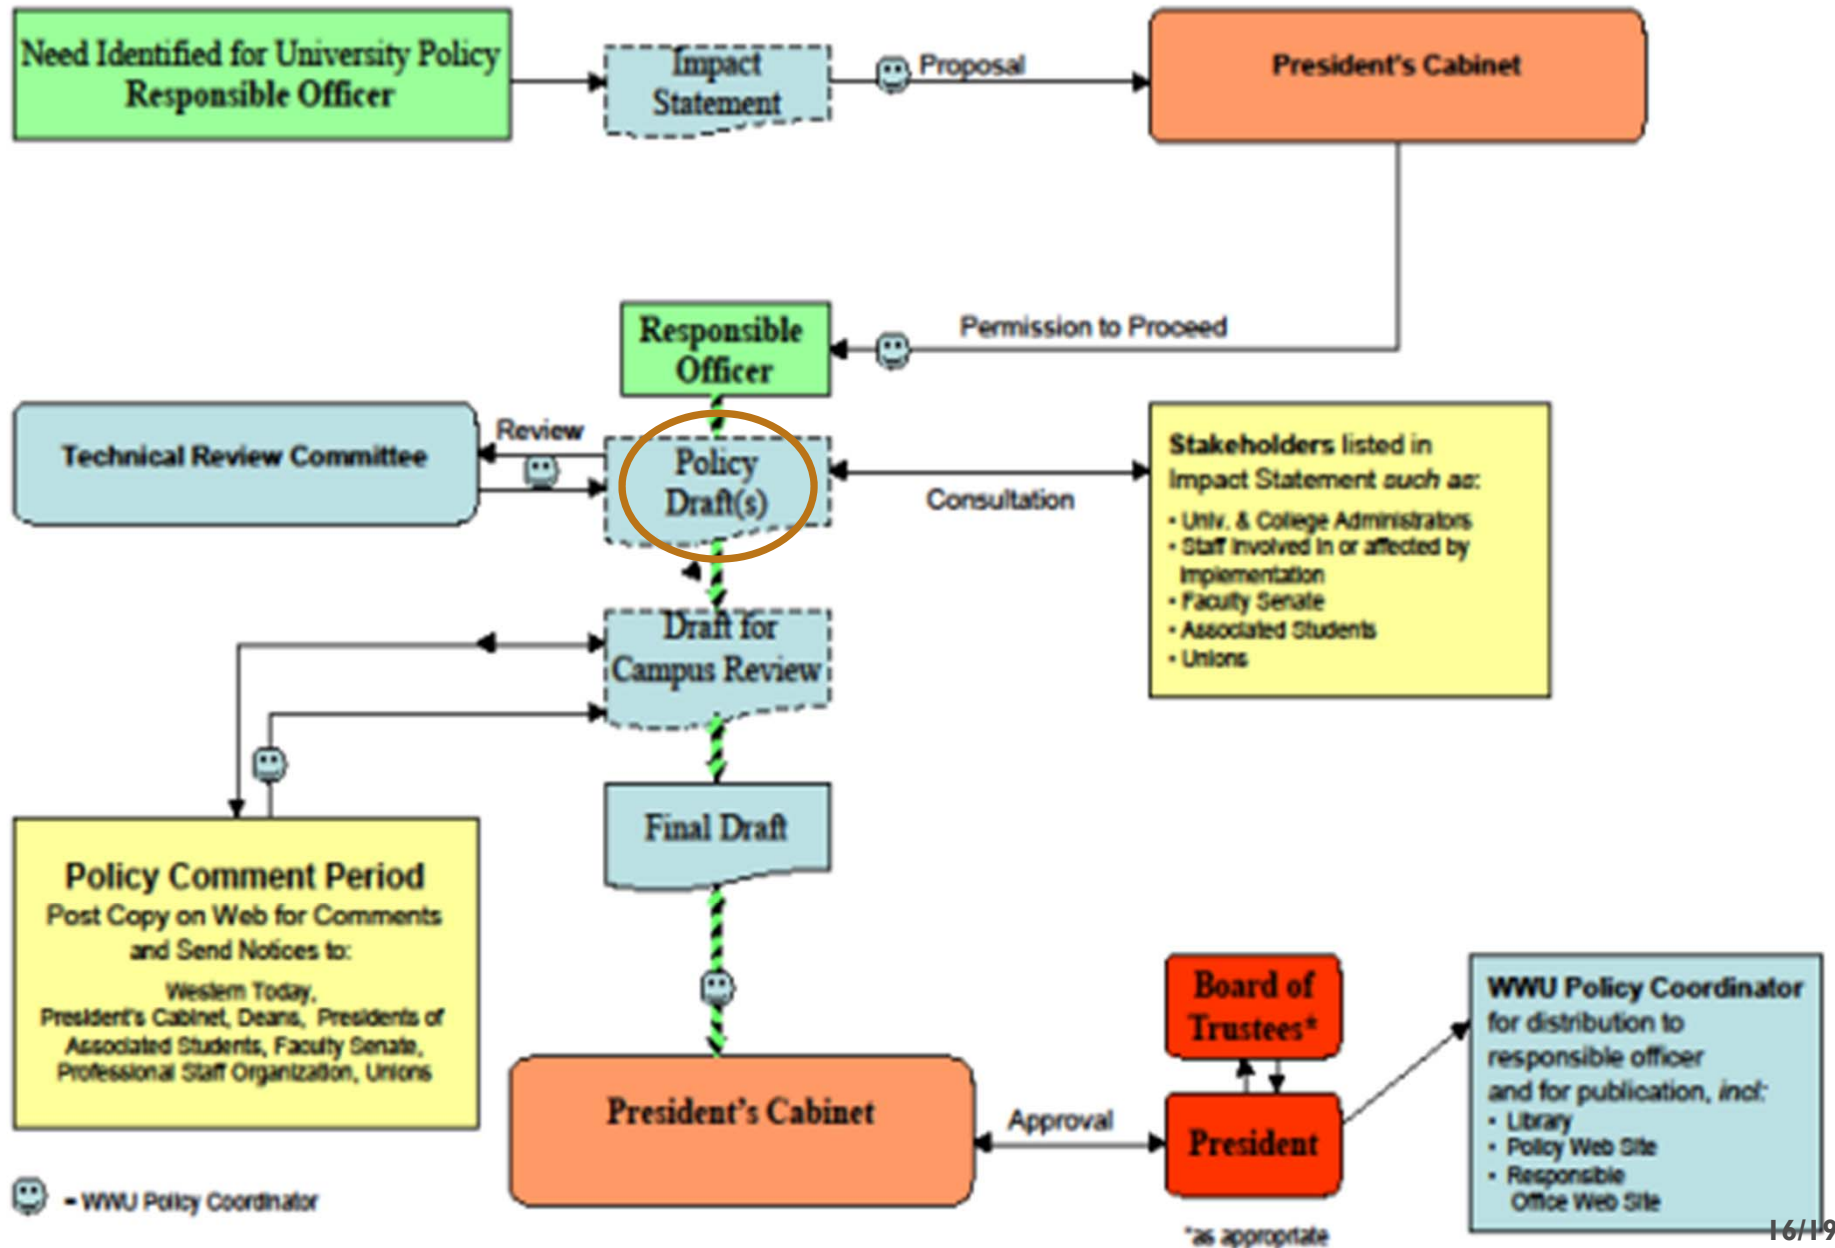 Need Identified for University Policy
Responsible Officer
Impact
Statement
Proposal
President's Cabinet
Permission to Proceed
Responsible
Officer
Technical Review Committee
Review
Policy
Draft(s)
Consultation
Stakeholders listed in
Impact Statement such as:
• Univ. & College Administrators
• Staff involved in or affected by
implementation
• Faculty Senate
• Associated Students
• Unions
Draft for
Campus Review
Final Draft
Policy Comment Period
Post Copy on Web for Comments
and Send Notices to:
Western Today,
President's Cabinet, Deans, Presidents of
Associated Students, Faculty Senate,
Professional Staff Organization, Unions
President's Cabinet
Approval
Board of
Trustees*
President
*as appropriate
WWU Policy Coordinator
for distribution to
responsible officer
and for publication, incl:
• Library
• Policy Web Site
• Responsible
Office Web Site
= WWU Policy Coordinator
16/19